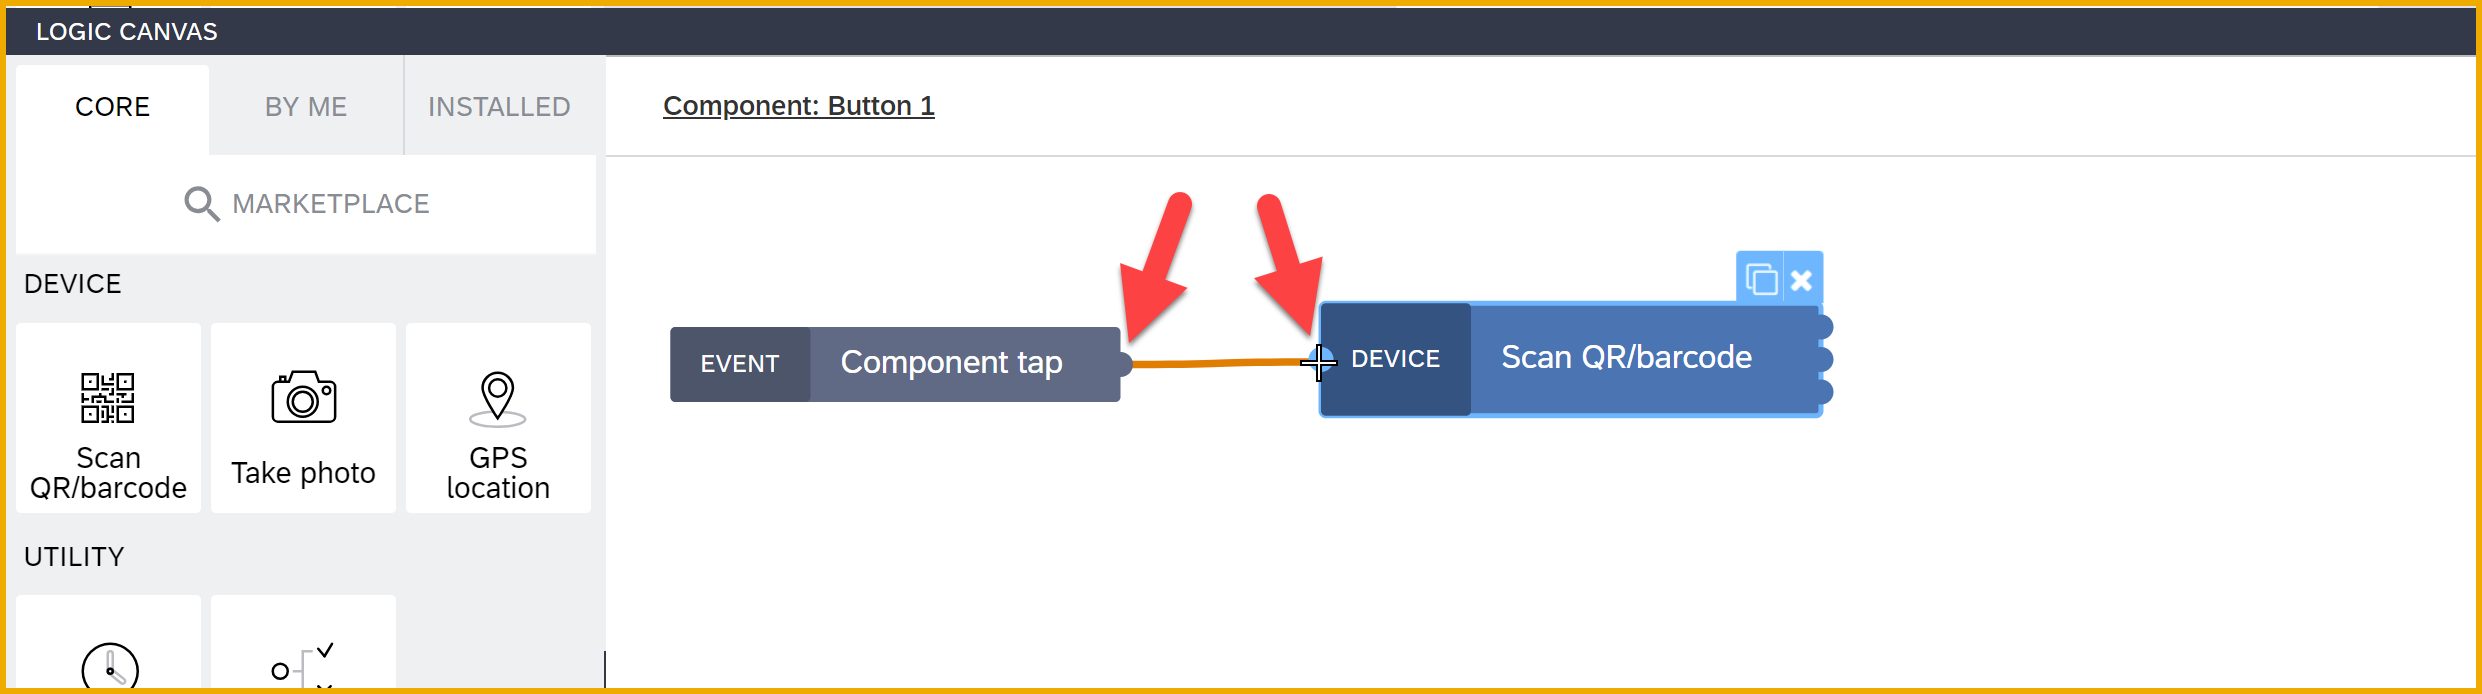 LOGIC CANVAS
CORE
BY ME
INSTALLED
MARKETPLACE
DEVICE
Scan
QR/barcode
Take photo
GPS
location
UTILITY
Component: Button 1
EVENT
Component tap
DEVICE
Scan QR/barcode